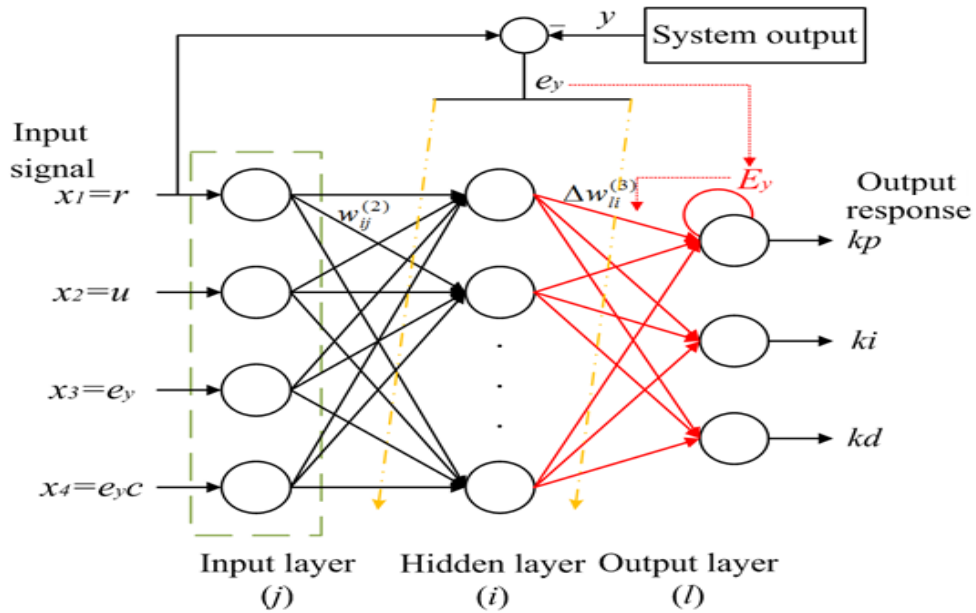 y
System output
−
e_y
Input
signal
x₁=r
w_ij^(2)
Δw_li^(3)
E_y
Output
response
kp
x₂=u
ki
x₃=e_y
kd
x₄=e_yc
Input layer
(j)
Hidden layer
(i)
Output layer
(l)